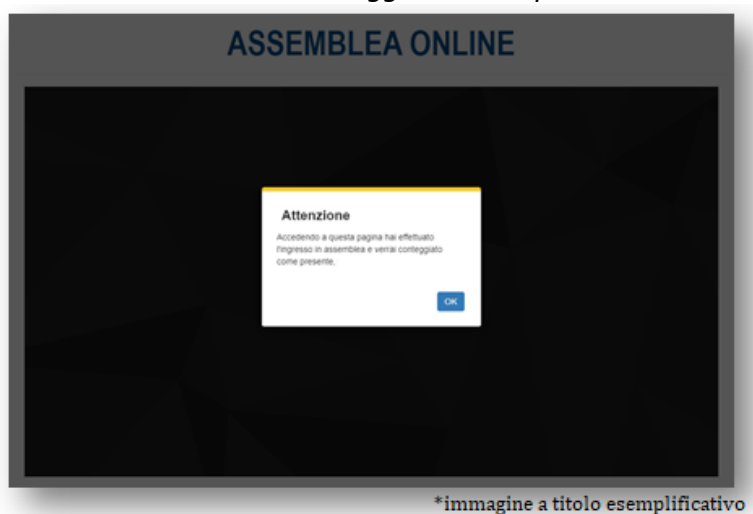 ASSEMBLEA ONLINE
Attenzione
Accedendo a questa pagina hai effettuato
l'ingresso in assemblea e verrai conteggiato
come presente.
OK
*immagine a titolo esemplificativo